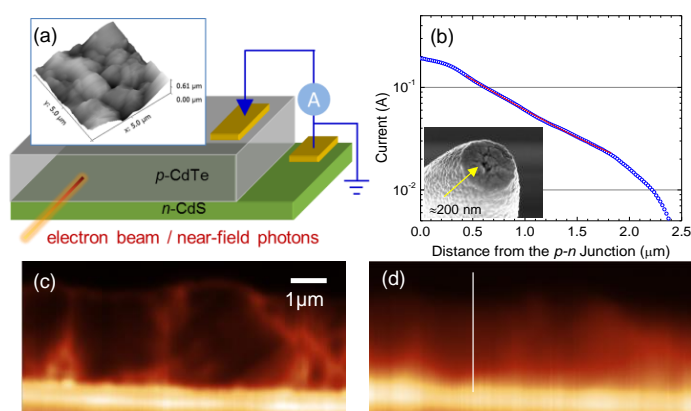 (a)
0.61 µm
0.00 µm
y: 5.0 µm
x: 5.0 µm
A
p-CdTe
n-CdS
electron beam / near-field photons
(b)
Current (A)
10⁻¹
10⁻²
≈200 nm
0.0 0.5 1.0 1.5 2.0 2.5
Distance from the p-n Junction (µm)
(c)
1µm
(d)